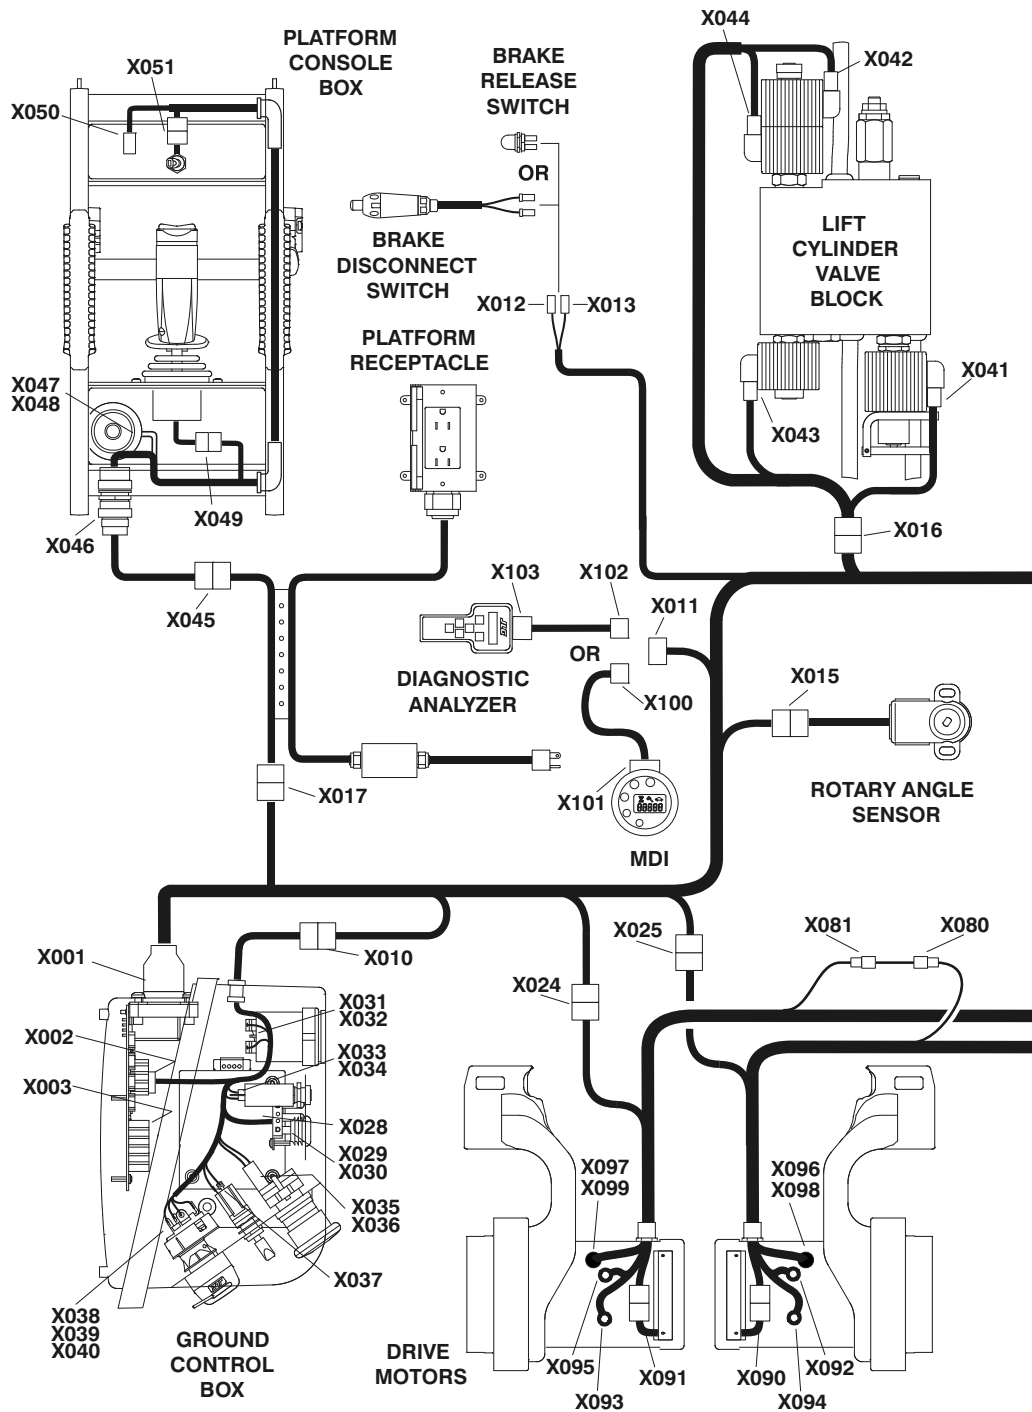 X044
PLATFORM
CONSOLE
BOX
BRAKE
RELEASE
SWITCH
X042
X051
X050
OR
LIFT
CYLINDER
VALVE
BLOCK
BRAKE
DISCONNECT
SWITCH
X012
X013
PLATFORM
RECEPTACLE
X041
X047
X048
X043
X049
X046
X016
X103
X102
X011
X045
OR
DIAGNOSTIC
ANALYZER
X100
X015
X017
X101
ROTARY ANGLE
SENSOR
MDI
X025
X081
X080
X001
X010
X024
X031
X032
X002
X033
X034
X003
X028
X029
X030
X097
X099
X096
X098
X035
X036
X037
X038
X039
X040
GROUND
CONTROL
BOX
DRIVE
MOTORS
X095
X091
X093
X090
X092
X094